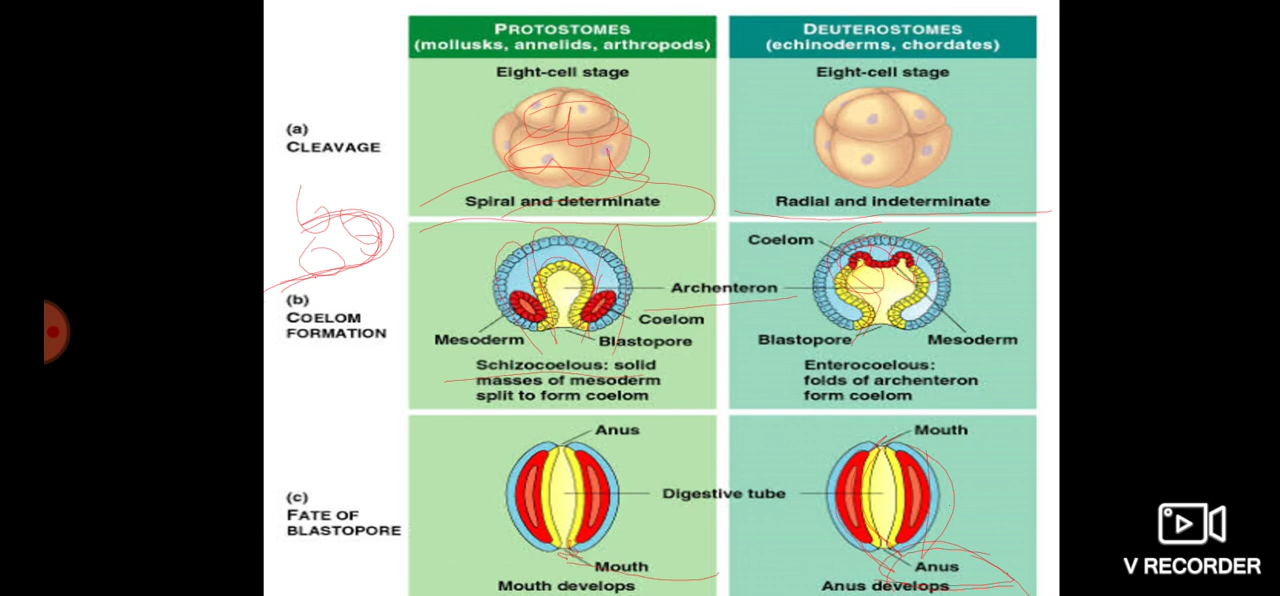 PROTOSTOMES
(mollusks, annelids, arthropods)
DEUTEROSTOMES
(echinoderms, chordates)
Eight-cell stage
Eight-cell stage
(a)
CLEAVAGE
Spiral and determinate
Radial and indeterminate
Coelom
Archenteron
(b)
COELOM
FORMATION
Coelom
Mesoderm
Blastopore
Blastopore
Mesoderm
Schizocoelous: solid
masses of mesoderm
split to form coelom
Enterocoelous:
folds of archenteron
form coelom
Anus
Mouth
Digestive tube
(c)
FATE OF
BLASTOPORE
Mouth
Anus
Mouth develops
Anus develops
V RECORDER